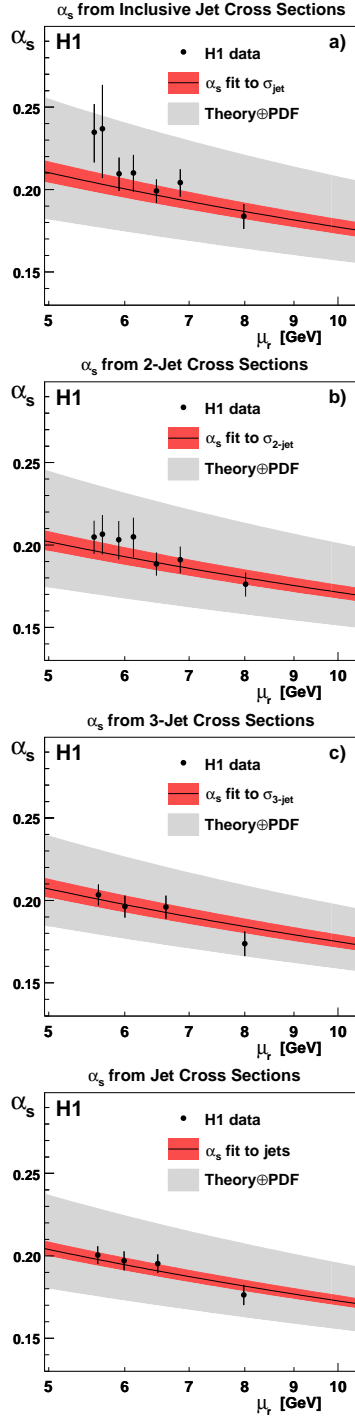 αs from Inclusive Jet Cross Sections
αs
H1
a)
H1 data
αs fit to σjet
Theory⊕PDF
0.25
0.20
0.15
5 6 7 8 9 10
μr [GeV]
αs from 2-Jet Cross Sections
αs
H1
b)
H1 data
αs fit to σ2-jet
Theory⊕PDF
0.25
0.20
0.15
5 6 7 8 9 10
μr [GeV]
αs from 3-Jet Cross Sections
αs
H1
c)
H1 data
αs fit to σ3-jet
Theory⊕PDF
0.25
0.20
0.15
5 6 7 8 9 10
μr [GeV]
αs from Jet Cross Sections
αs
H1
H1 data
αs fit to jets
Theory⊕PDF
0.25
0.20
0.15
5 6 7 8 9 10
μr [GeV]